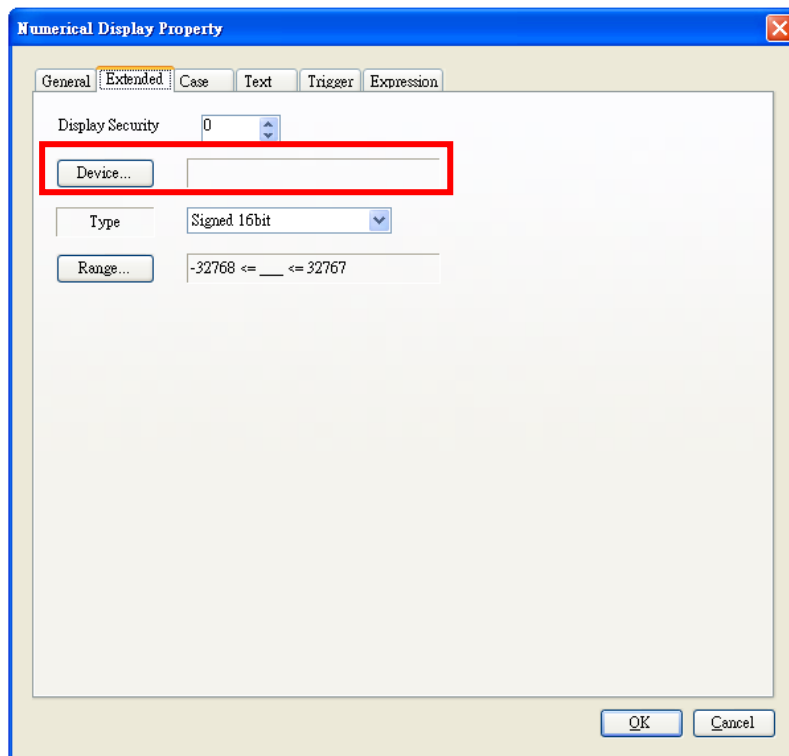 Numerical Display Property
General Extended Case Text Trigger Expression
Display Security 0
Device...
Type Signed 16bit
Range... -32768 <= ___ <= 32767
OK Cancel